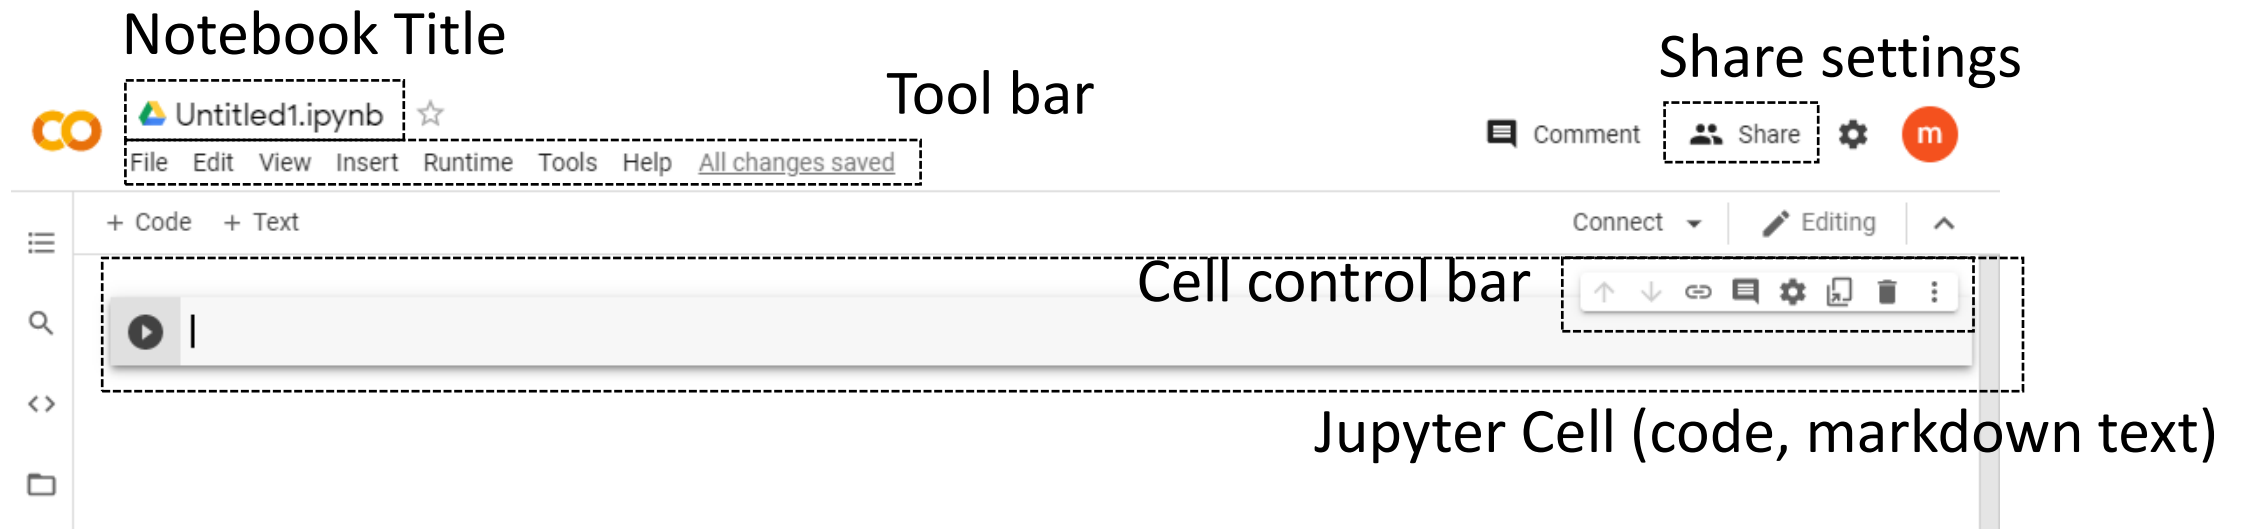 Notebook Title
Share settings
Tool bar
CO
Untitled1.ipynb
Comment
Share
m
File Edit View Insert Runtime Tools Help All changes saved
+ Code + Text
Connect
Editing
Cell control bar
Jupyter Cell (code, markdown text)